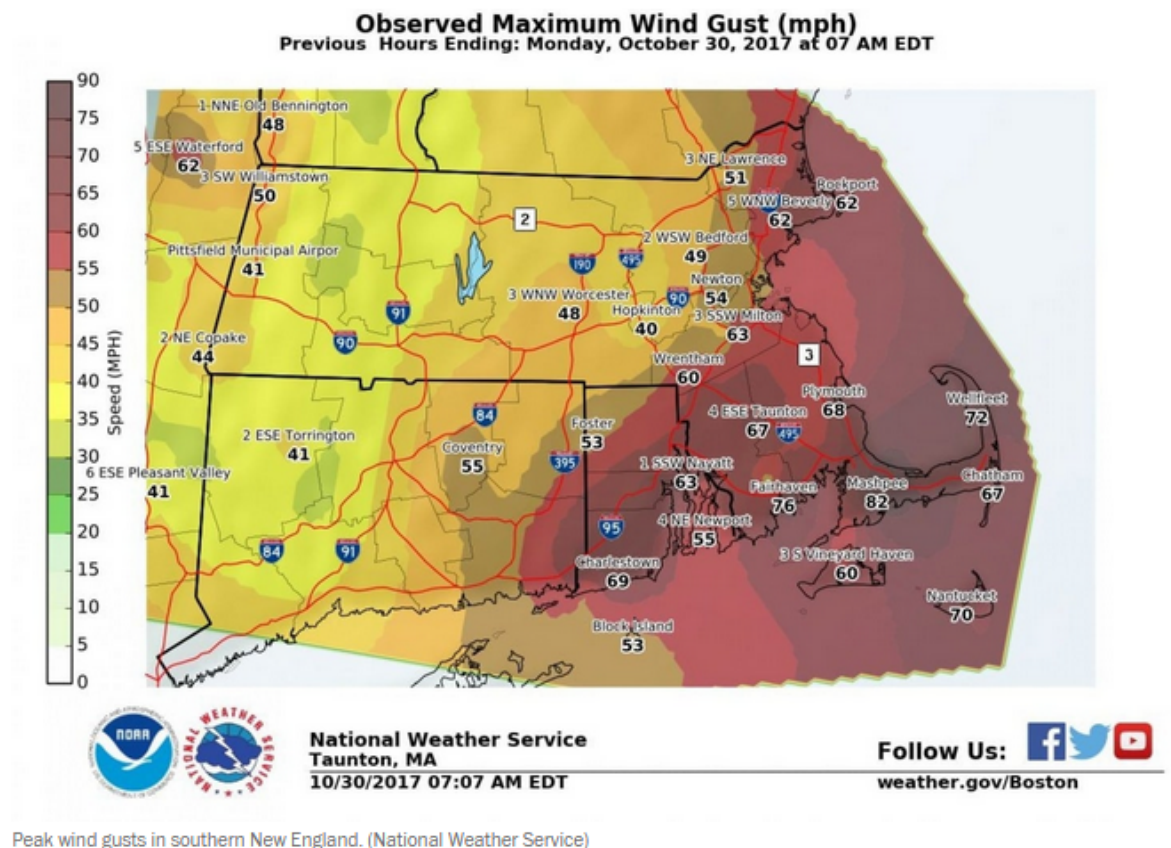 Observed Maximum Wind Gust (mph)
Previous Hours Ending: Monday, October 30, 2017 at 07 AM EDT
90
75
70
65
60
55
50
45
40
35
30
25
20
15
10
5
0
Speed (MPH)
1 NNE Old Bennington
48
5 ESE Waterford
62
3 SW Williamstown
50
3 NE Lawrence
51
Rockport
62
5 WNW Beverly
62
2
Pittsfield Municipal Airpor
41
2 WSW Bedford
49
190
495
Newton
54
90
3 WNW Worcester
48
Hopkinton
40
3 SSW Milton
63
91
90
2 NE Copake
44
3
Wrentham
60
Plymouth
68
Wellfleet
72
84
4 ESE Taunton
67
495
Foster
53
2 ESE Torrington
41
Coventry
55
395
1 SSW Nayatt
63
6 ESE Pleasant Valley
41
Fairhaven
76
Mashpee
82
Chatham
67
95
4 NE Newport
55
84
91
Charlestown
69
3 S Vineyard Haven
60
Nantucket
70
Block Island
53
NOAA
NATIONAL WEATHER SERVICE
National Weather Service
Taunton, MA
10/30/2017 07:07 AM EDT
Follow Us:
weather.gov/Boston
Peak wind gusts in southern New England. (National Weather Service)